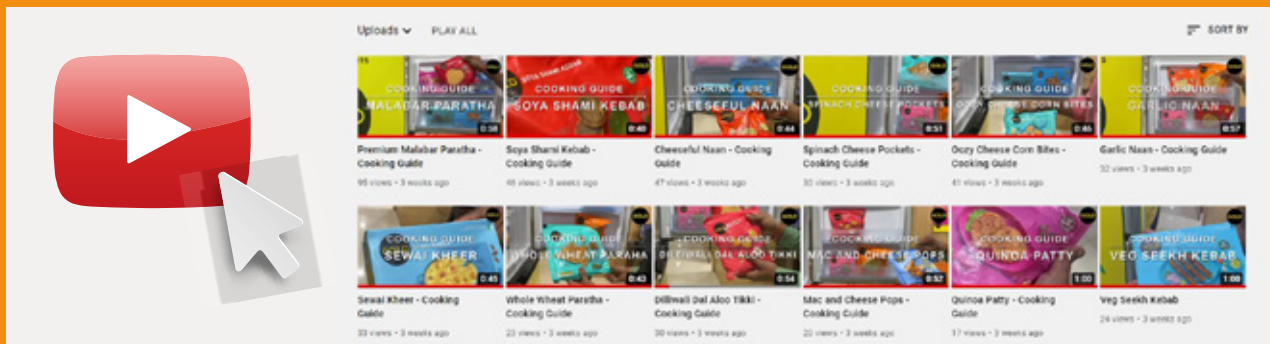 Uploads PLAY ALL SORT BY
COOKING GUIDE COOKING GUIDE COOKING GUIDE COOKING GUIDE COOKING GUIDE COOKING GUIDE
MALABAR PARATHA SOYA SHAMI KEBAB CHEESEFUL NAAN SPINACH CHEESE POCKETS CHEESE CORN BITES GARLIC NAAN
0:58 0:40 0:44 0:51 0:46 0:57
Premium Malabar Paratha - Soya Shami Kebab - Cheeseful Naan - Cooking Spinach Cheese Pockets - Oozy Cheese Corn Bites - Garlic Naan - Cooking Guide
Cooking Guide Cooking Guide Guide Cooking Guide Cooking Guide
95 views • 3 weeks ago 46 views • 3 weeks ago 47 views • 3 weeks ago 30 views • 3 weeks ago 41 views • 3 weeks ago 32 views • 3 weeks ago
COOKING GUIDE COOKING GUIDE COOKING GUIDE COOKING GUIDE COOKING GUIDE COOKING GUIDE
SEWAI KHEER WHOLE WHEAT PARAHA DILLIWALI DAL ALOO TIKKI MAC AND CHEESE POPS QUINOA PATTY VEG SEEKH KEBAB
0:45 0:43 0:54 0:52 1:00 1:00
Sewai Kheer - Cooking Whole Wheat Paratha - Dilliwali Dal Aloo Tikki - Mac and Cheese Pops - Quinoa Patty - Cooking Veg Seekh Kebab
Guide Cooking Guide Cooking Guide Cooking Guide Guide
33 views • 3 weeks ago 23 views • 3 weeks ago 30 views • 3 weeks ago 22 views • 3 weeks ago 17 views • 3 weeks ago 24 views • 3 weeks ago